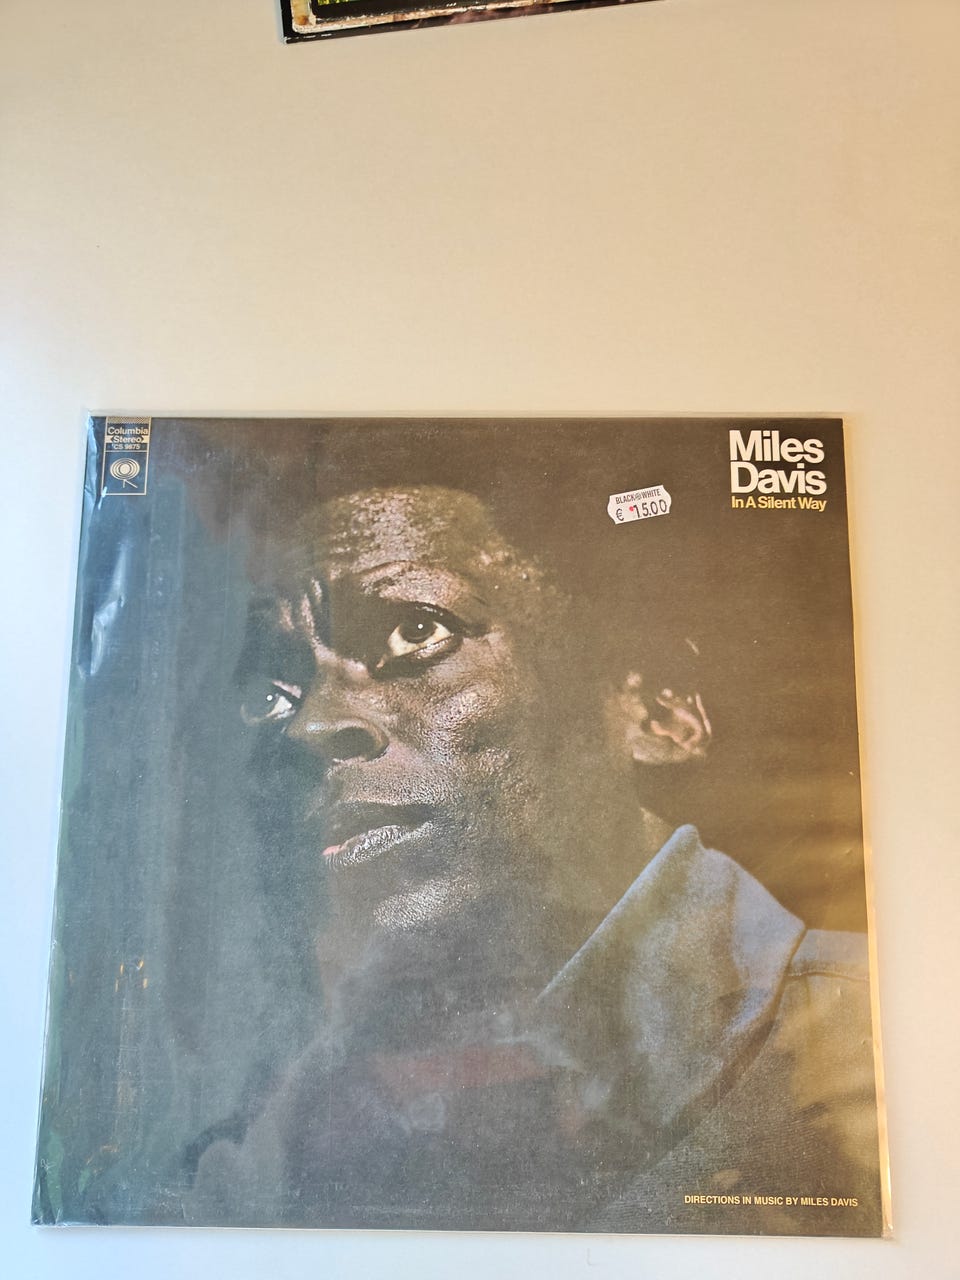 Columbia
Stereo
CS 9875
Miles
Davis
In A Silent Way
BLACK@WHITE
€ 15.00
DIRECTIONS IN MUSIC BY MILES DAVIS